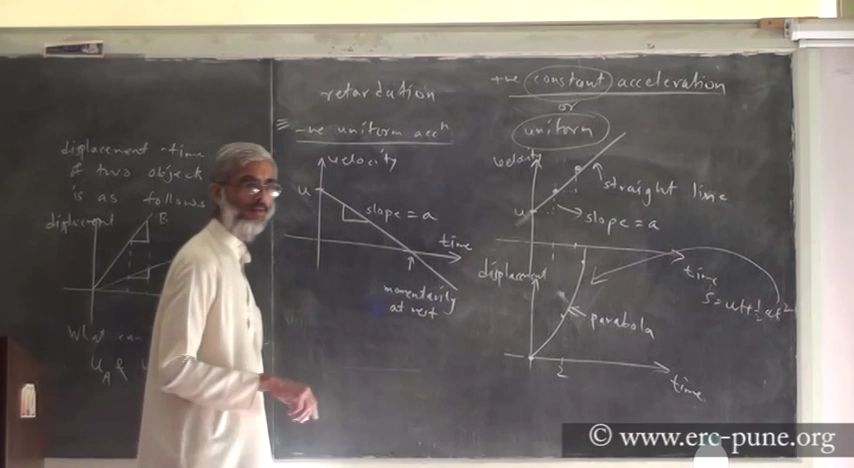 displacement-time
of two object
is as follows
displacement
B
What can
U_A &
retardation
≡ -ve uniform accⁿ
velocity
u
slope = a
time
momentarily
at rest
+ve constant acceleration
or
uniform
velocity
straight line
u
slope = a
time
displacement
S = ut + ½ at²
parabola
time
© www.erc-pune.org